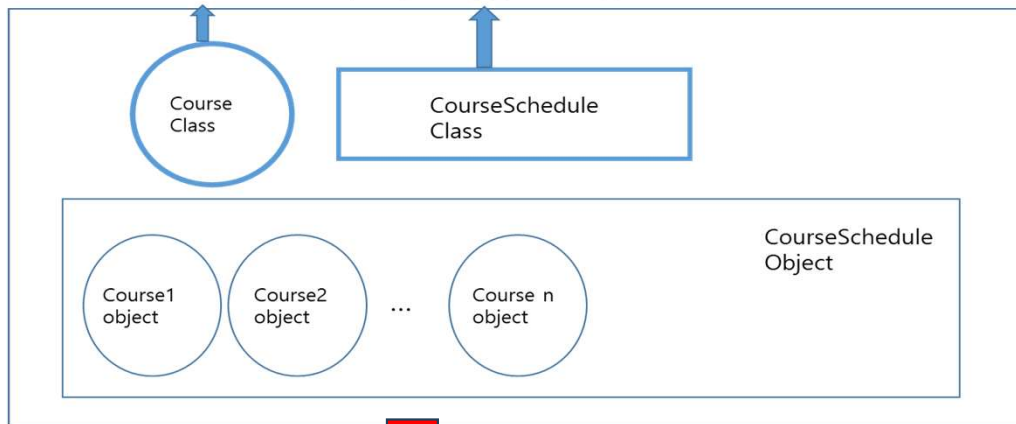 Course
Class
CourseSchedule
Class
CourseSchedule
Object
Course1
object
Course2
object
...
Course n
object